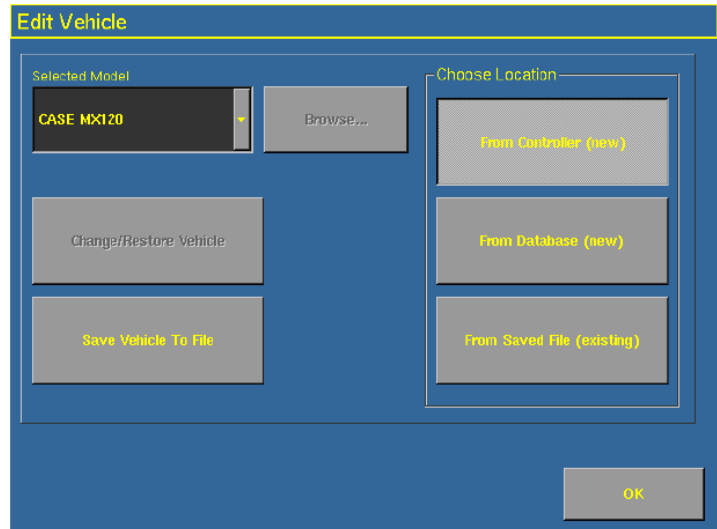 Edit Vehicle
Selected Model
CASE MX120
Browse...
Change/Restore Vehicle
Save Vehicle To File
Choose Location
From Controller (new)
From Database (new)
From Saved File (existing)
OK